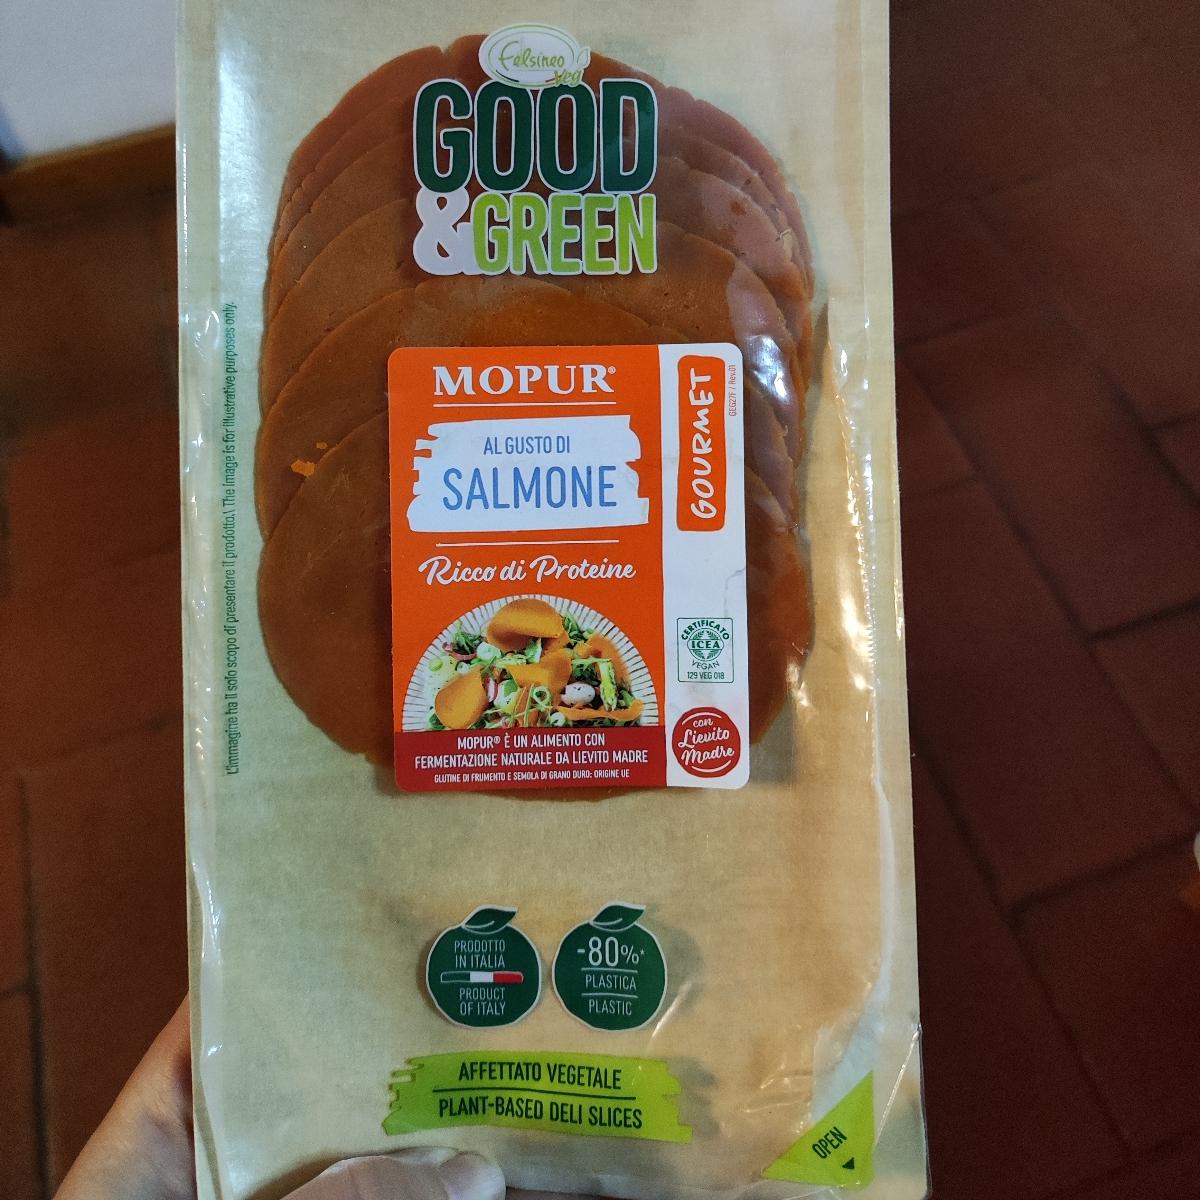 Felsineo
Veg
GOOD
&GREEN
MOPUR®
AL GUSTO DI
SALMONE
Ricco di Proteine
MOPUR® È UN ALIMENTO CON
FERMENTAZIONE NATURALE DA LIEVITO MADRE
GLUTINE DI FRUMENTO E SEMOLA DI GRANO DURO: ORIGINE UE
GOURMET
GEG27F / Rev.01
CERTIFICATO
ICEA
VEGAN
129 VEG 018
con
Lievito
Madre
L'immagine ha il solo scopo di presentare il prodotto.\ The image is for illustrative purposes only.
PRODOTTO
IN ITALIA
PRODUCT
OF ITALY
-80%*
PLASTICA
PLASTIC
AFFETTATO VEGETALE
PLANT-BASED DELI SLICES
OPEN